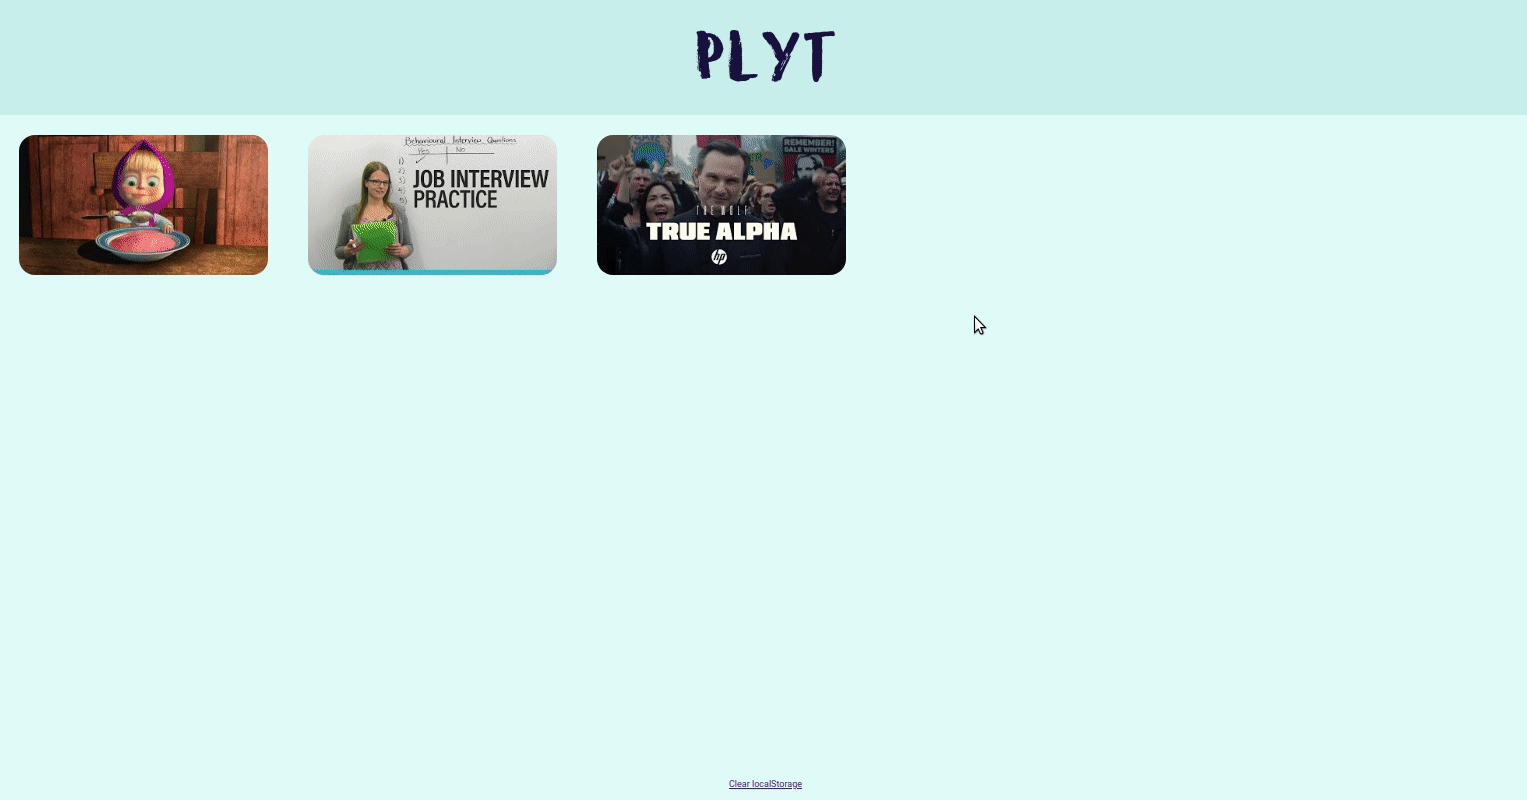 PLYT
Behavioural Interview Questions
Yes No
1)
2)
3)
4)
5)
JOB INTERVIEW
PRACTICE
REMEMBER!
GALE WINTERS
THE WOLF
TRUE ALPHA
hp
Clear localStorage